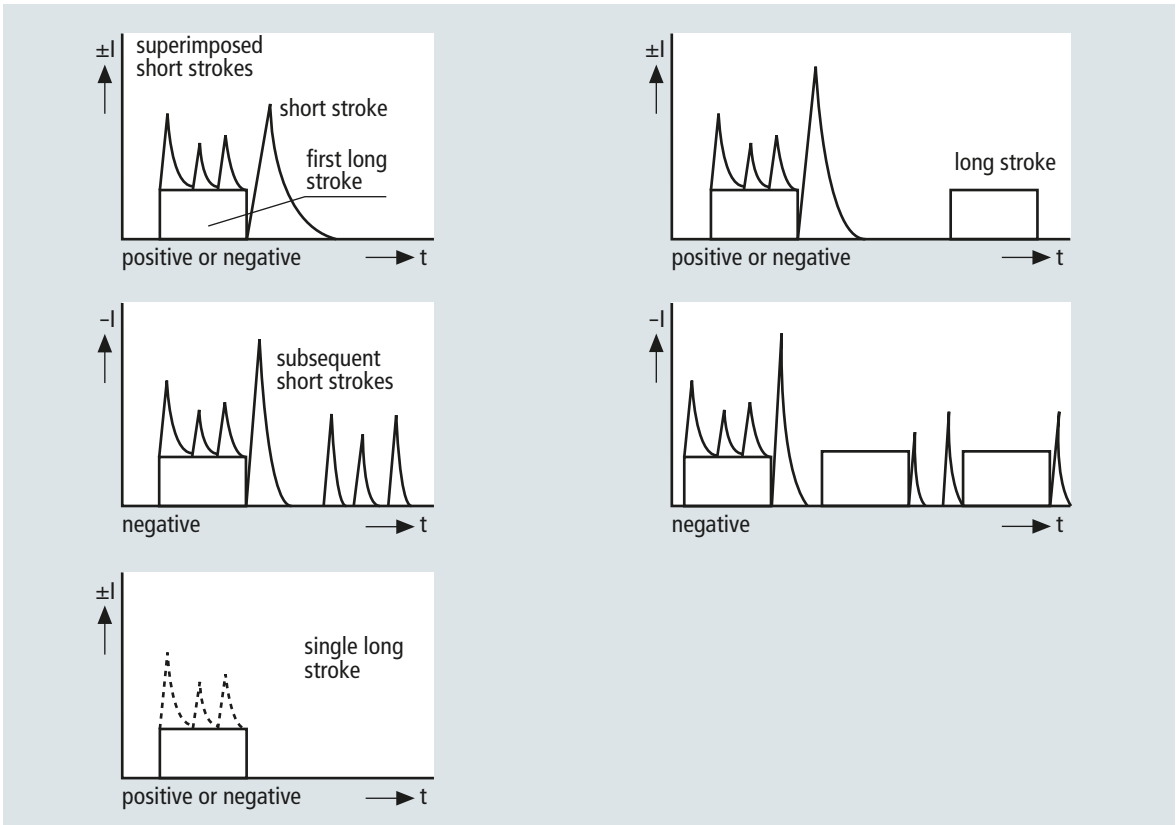 ±I
superimposed
short strokes
short stroke
first long
stroke
positive or negative
t
±I
long stroke
positive or negative
t
–I
subsequent
short strokes
negative
t
–I
negative
t
±I
single long
stroke
positive or negative
t